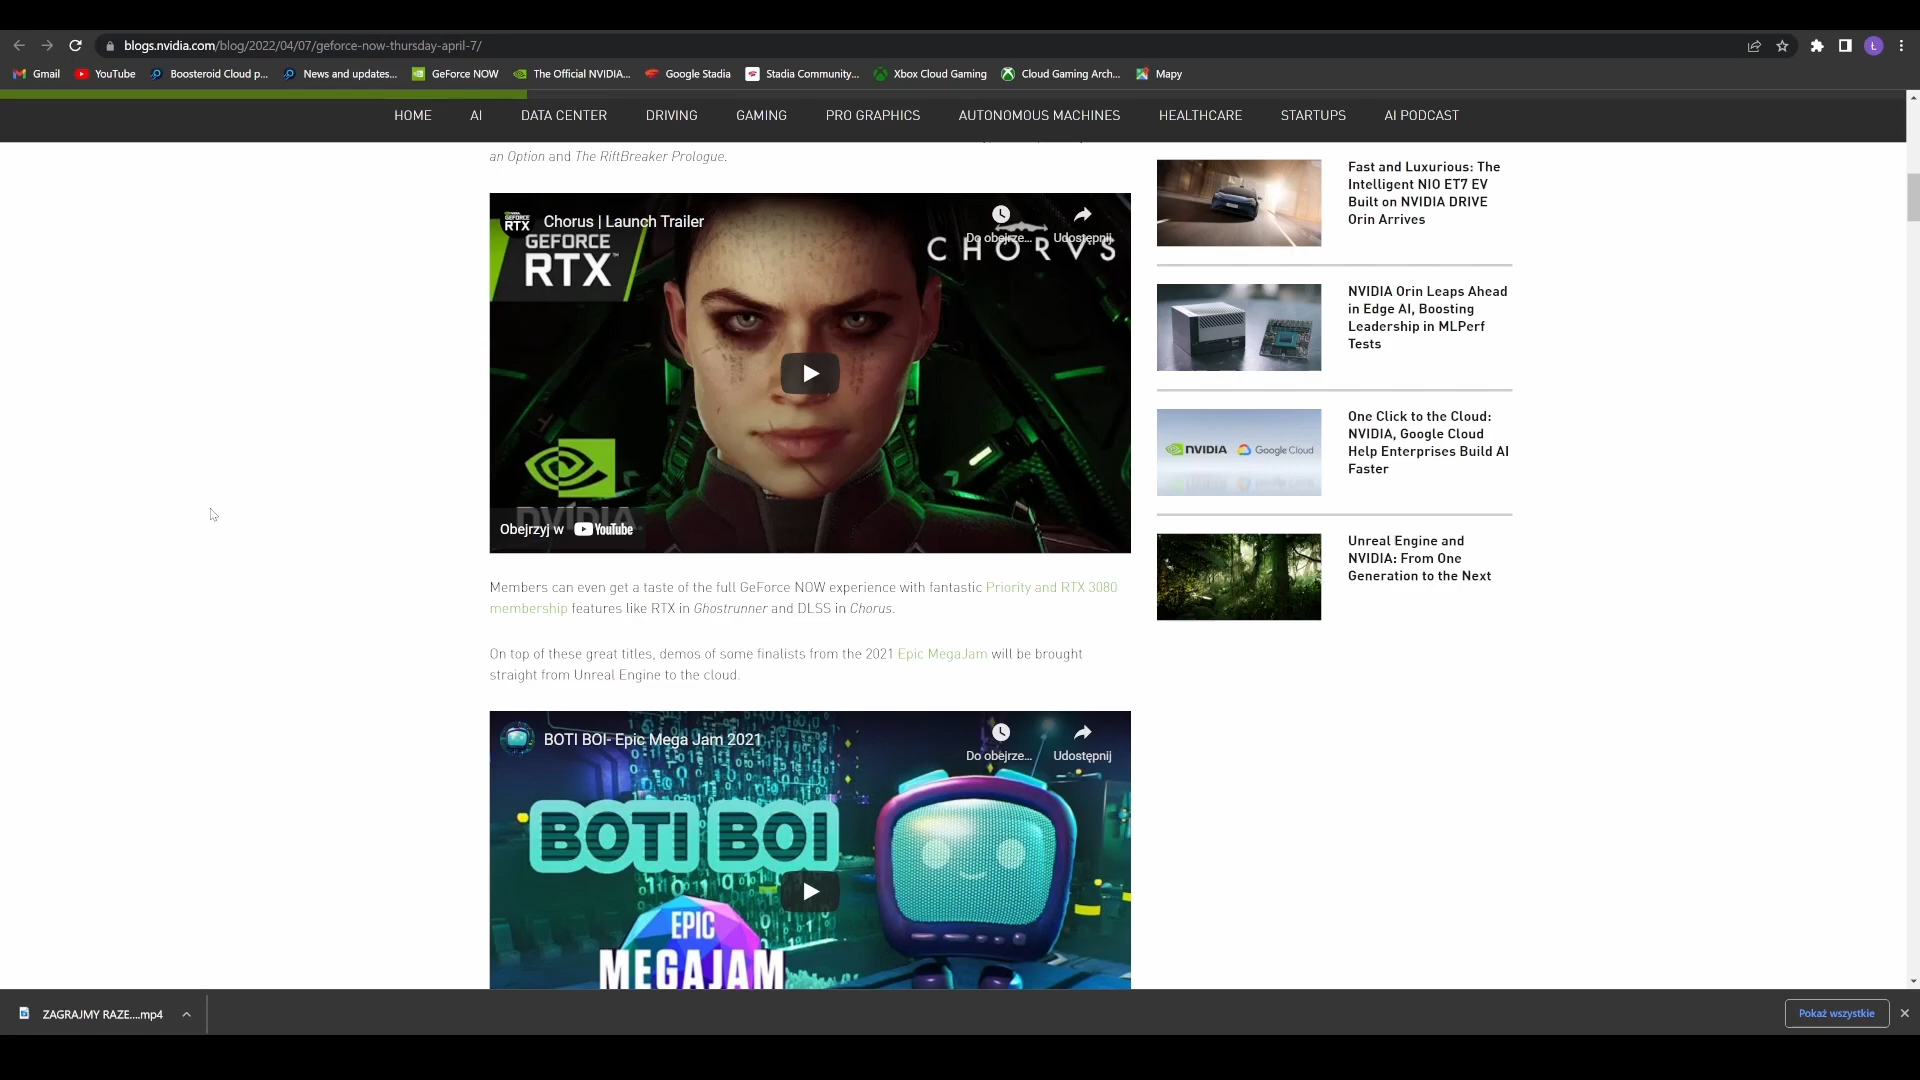 blogs.nvidia.com/blog/2022/04/07/geforce-now-thursday-april-7/
Ł
Gmail YouTube Boosteroid Cloud p... News and updates... GeForce NOW The Official NVIDIA... Google Stadia Stadia Community... Xbox Cloud Gaming Cloud Gaming Arch... Mapy
HOME AI DATA CENTER DRIVING GAMING PRO GRAPHICS AUTONOMOUS MACHINES HEALTHCARE STARTUPS AI PODCAST
an Option and The RiftBreaker Prologue.
Chorus | Launch Trailer
Do obejrze... Udostępnij
GEFORCE
RTX
GEFORCE
RTX™
CHORVS
NVIDIA
Obejrzyj w YouTube
Members can even get a taste of the full GeForce NOW experience with fantastic Priority and RTX 3080
membership features like RTX in Ghostrunner and DLSS in Chorus.
On top of these great titles, demos of some finalists from the 2021 Epic MegaJam will be brought
straight from Unreal Engine to the cloud.
BOTI BOI- Epic Mega Jam 2021
Do obejrze... Udostępnij
BOTI BOI
EPIC
MEGAJAM
Fast and Luxurious: The
Intelligent NIO ET7 EV
Built on NVIDIA DRIVE
Orin Arrives
NVIDIA Orin Leaps Ahead
in Edge AI, Boosting
Leadership in MLPerf
Tests
NVIDIA Google Cloud
One Click to the Cloud:
NVIDIA, Google Cloud
Help Enterprises Build AI
Faster
Unreal Engine and
NVIDIA: From One
Generation to the Next
ZAGRAJMY RAZE....mp4
Pokaż wszystkie